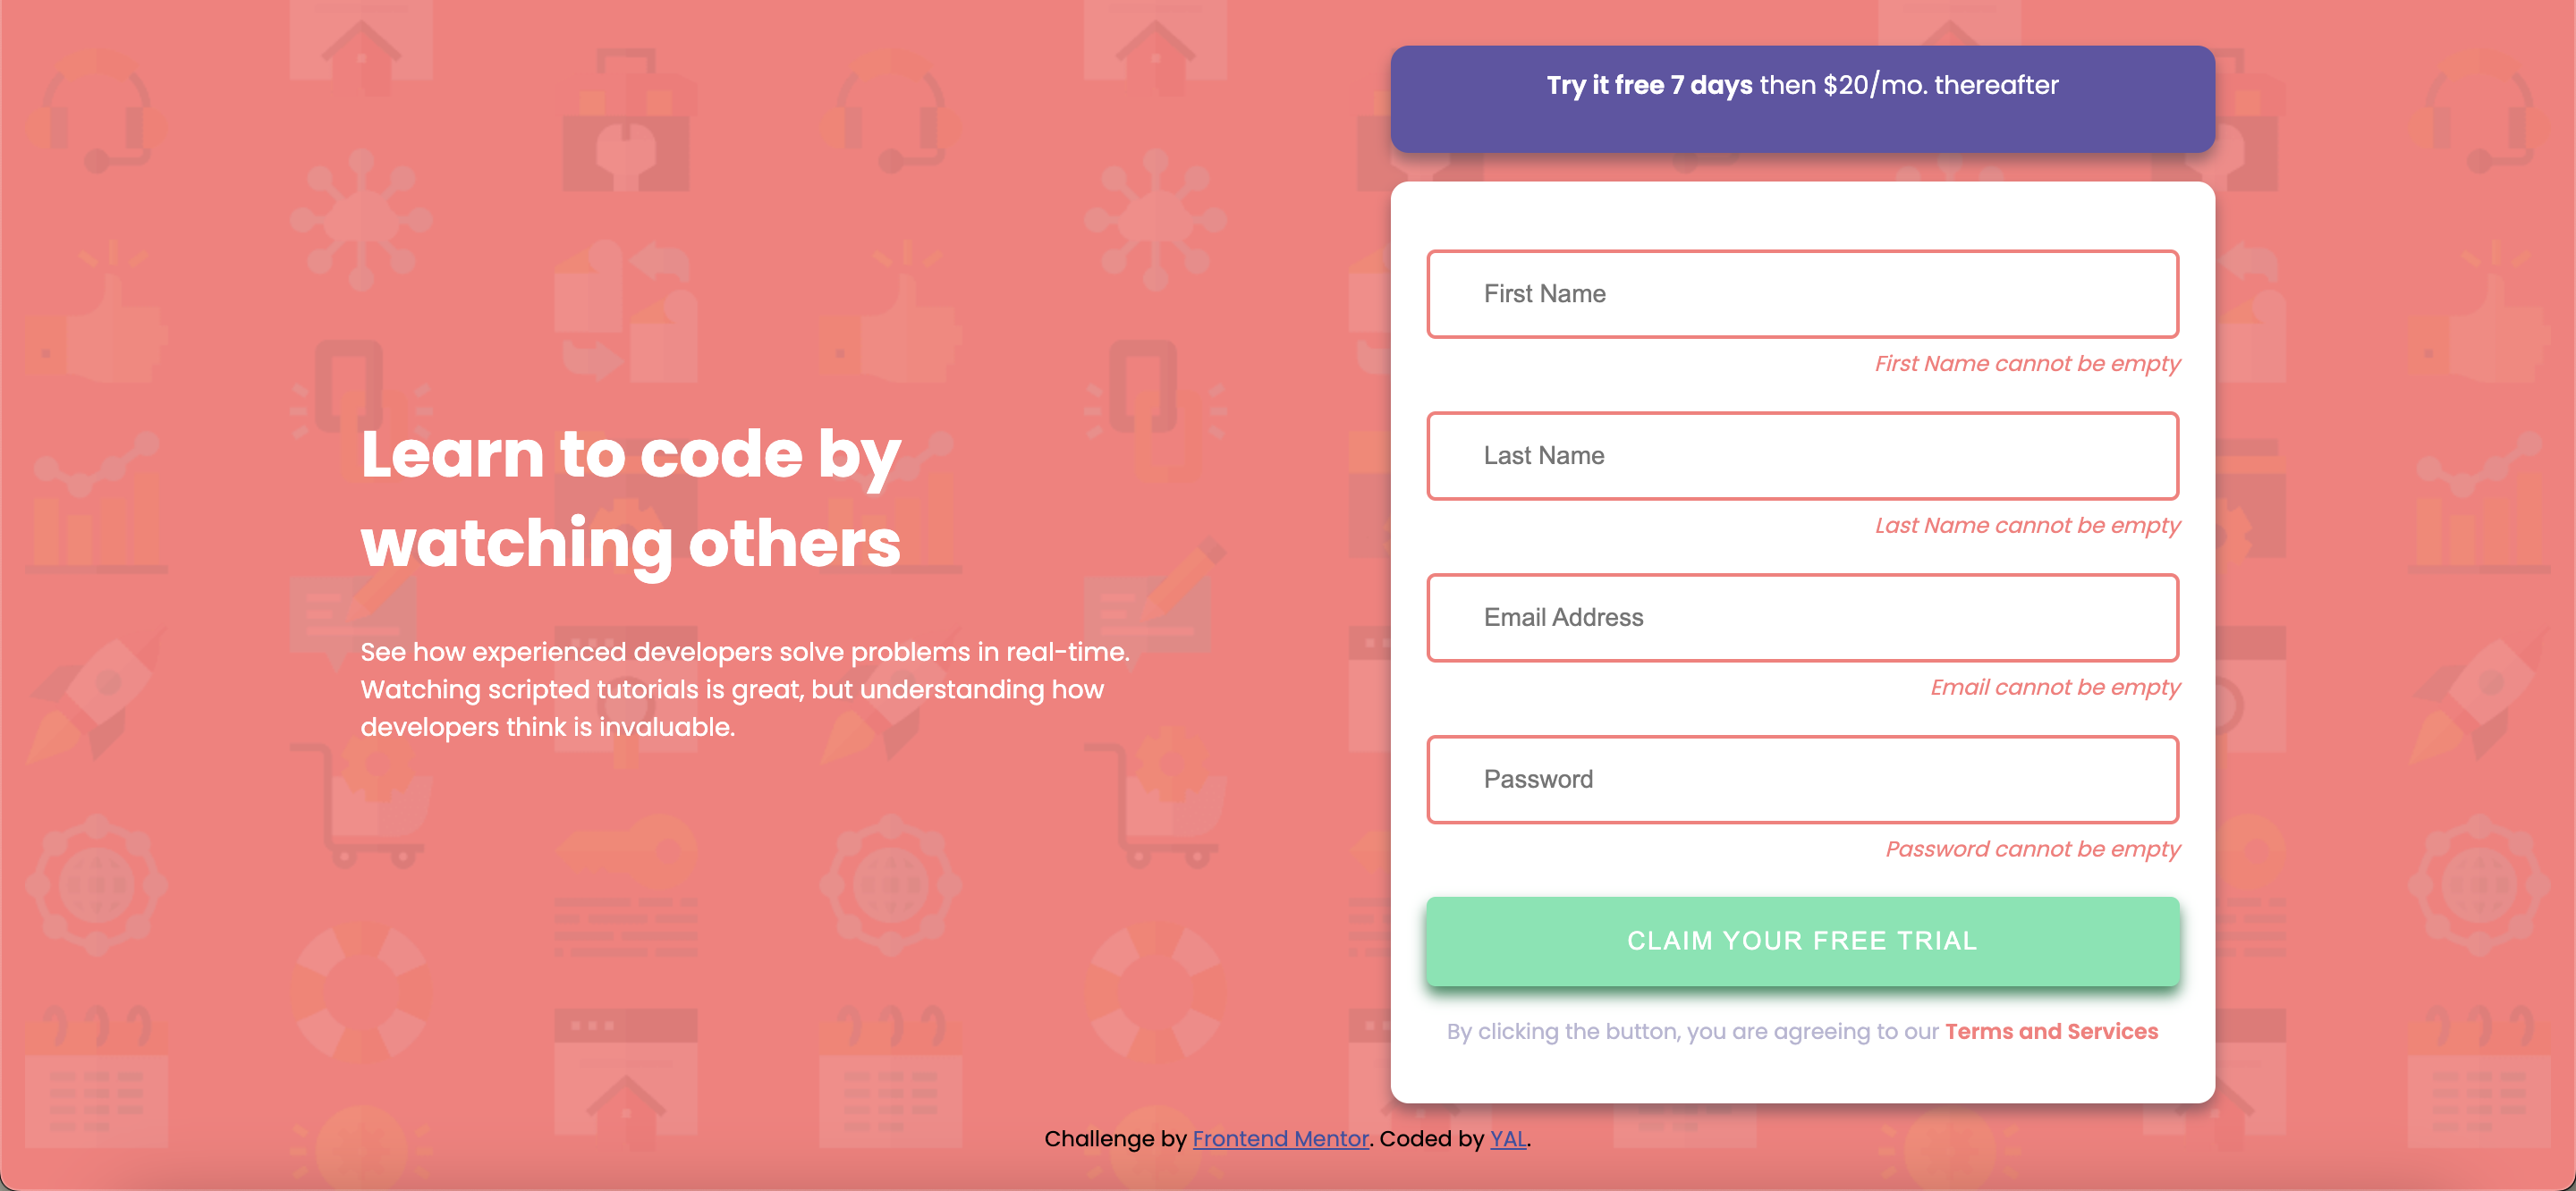 Learn to code by
watching others
See how experienced developers solve problems in real-time.
Watching scripted tutorials is great, but understanding how
developers think is invaluable.
Try it free 7 days then $20/mo. thereafter
First Name
First Name cannot be empty
Last Name
Last Name cannot be empty
Email Address
Email cannot be empty
Password
Password cannot be empty
CLAIM YOUR FREE TRIAL
By clicking the button, you are agreeing to our Terms and Services
Challenge by Frontend Mentor. Coded by YAL.